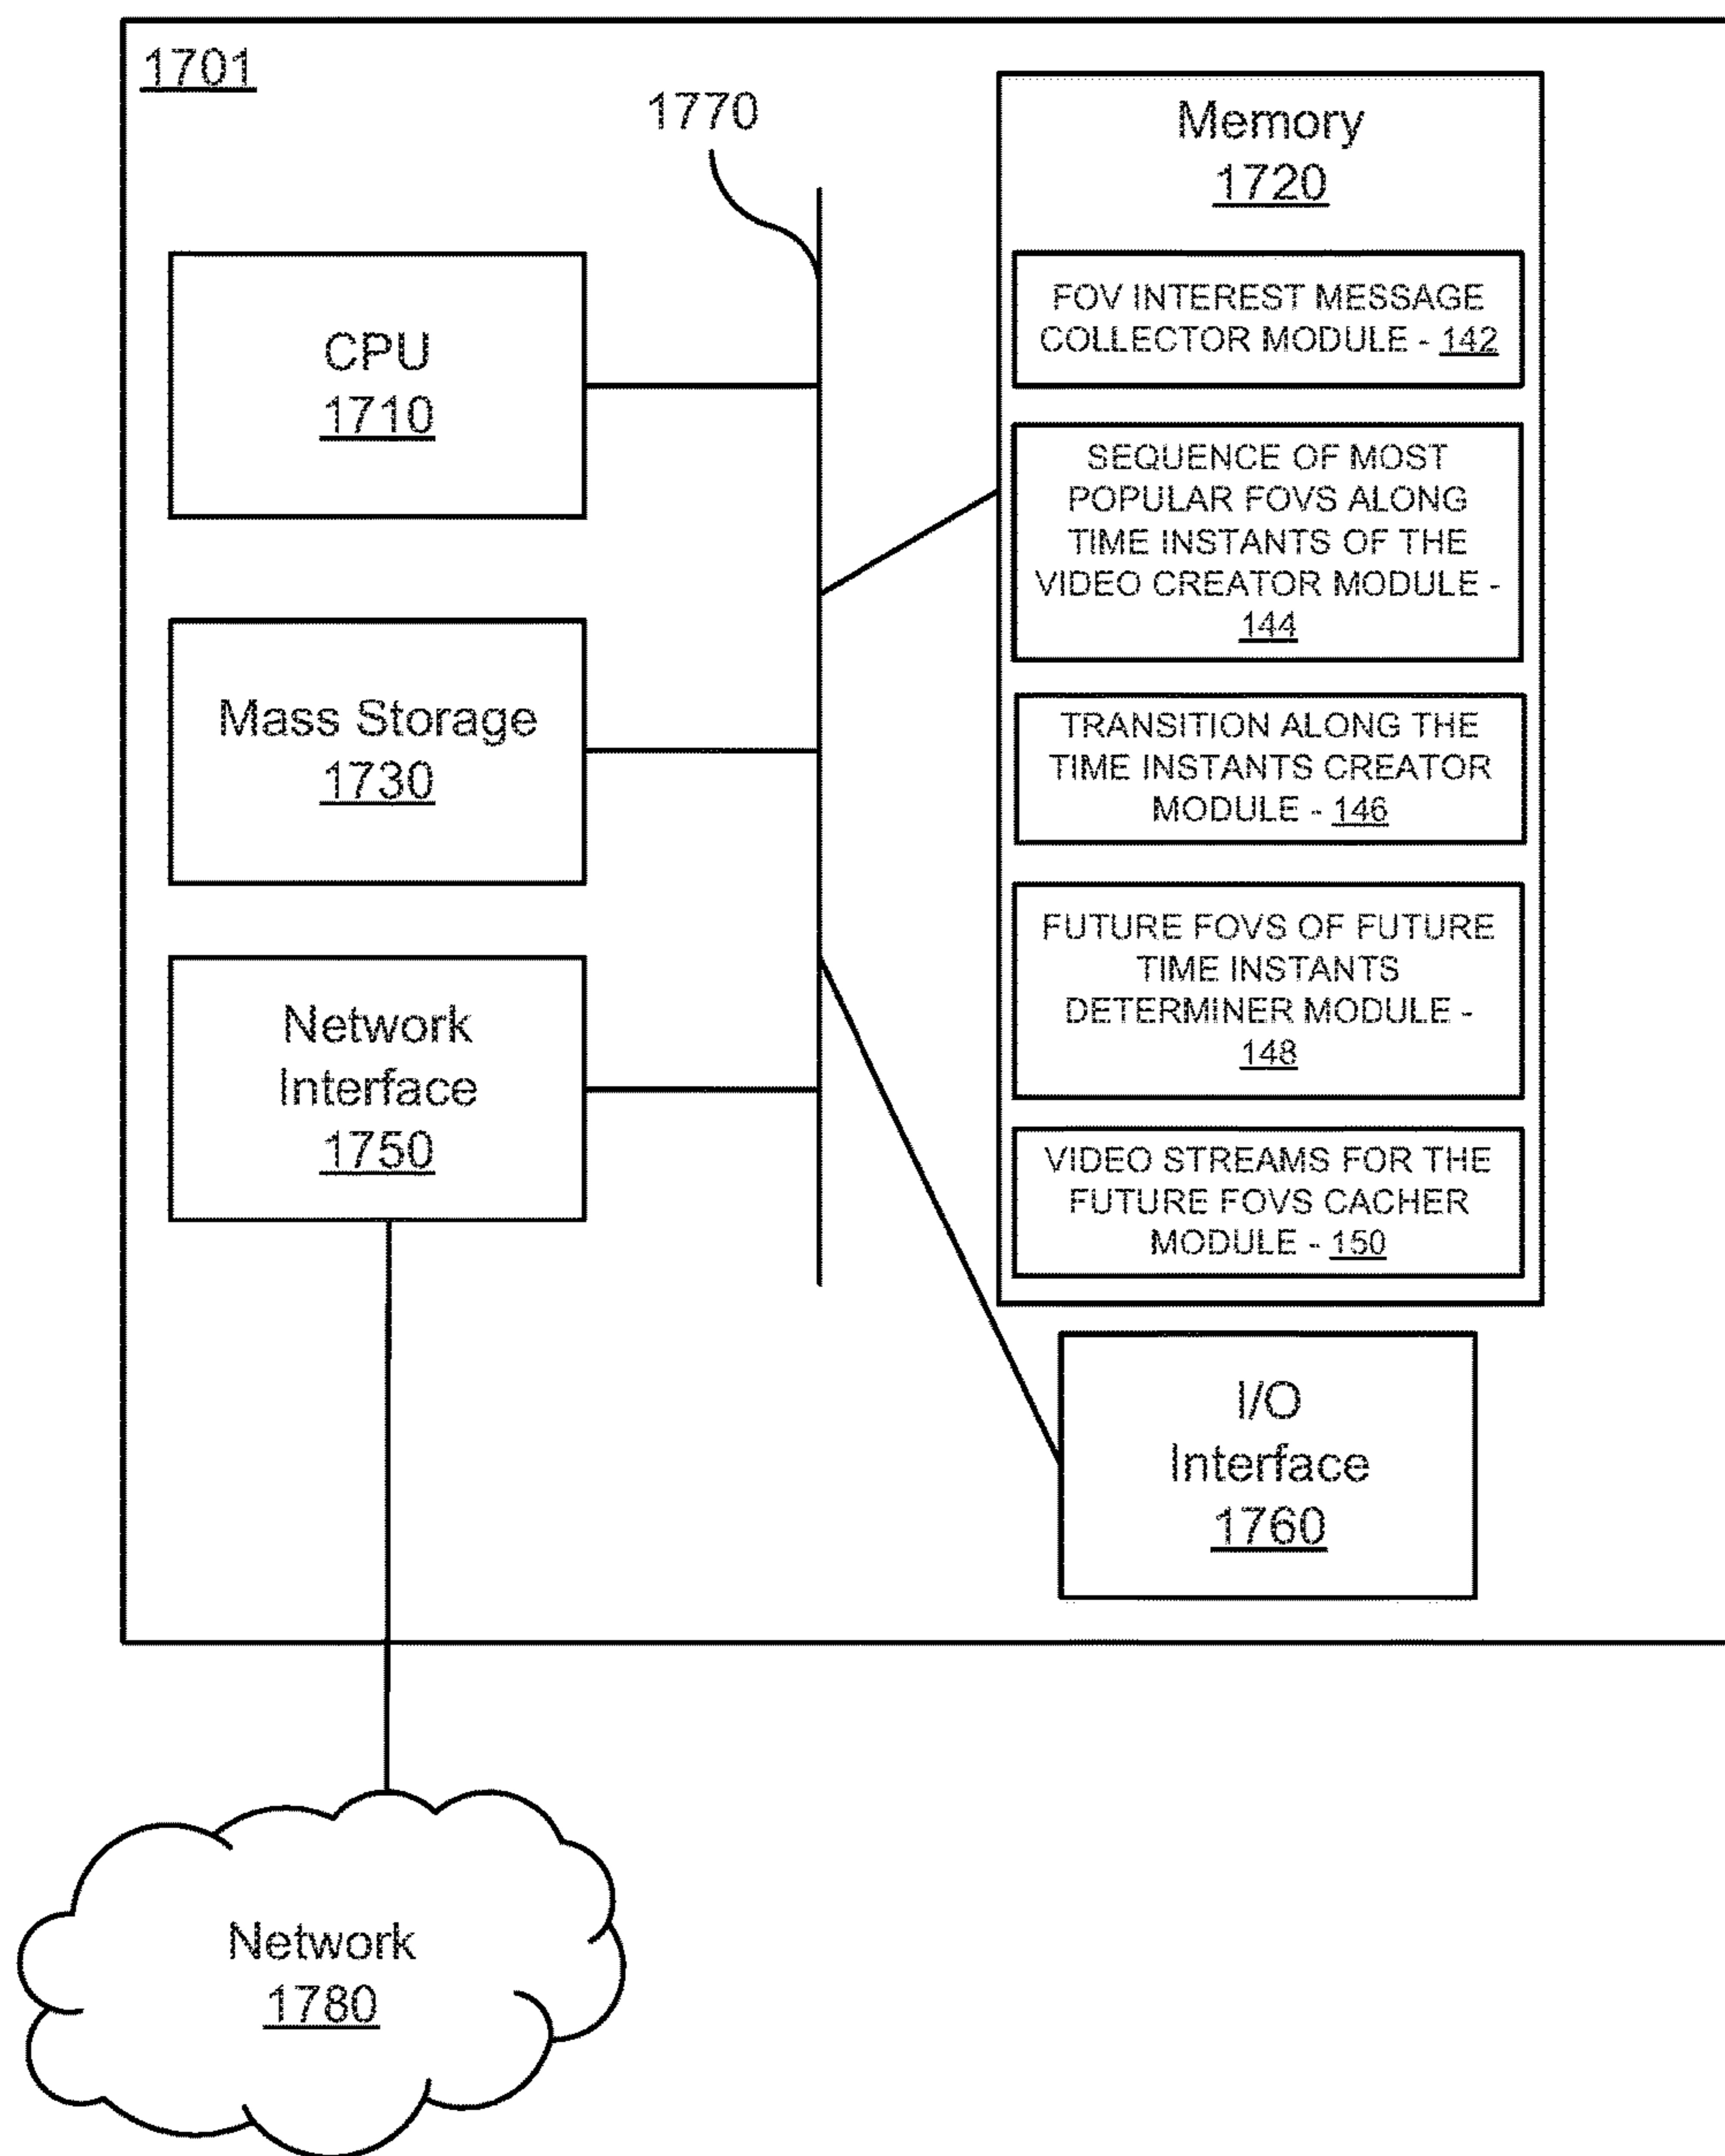 1701
1770
CPU
1710
Mass Storage
1730
Network
Interface
1750
Memory
1720
FOV INTEREST MESSAGE
COLLECTOR MODULE - 142
SEQUENCE OF MOST
POPULAR FOVS ALONG
TIME INSTANTS OF THE
VIDEO CREATOR MODULE -
144
TRANSITION ALONG THE
TIME INSTANTS CREATOR
MODULE - 146
FUTURE FOVS OF FUTURE
TIME INSTANTS
DETERMINER MODULE -
148
VIDEO STREAMS FOR THE
FUTURE FOVS CACHER
MODULE - 150
I/O
Interface
1760
Network
1780